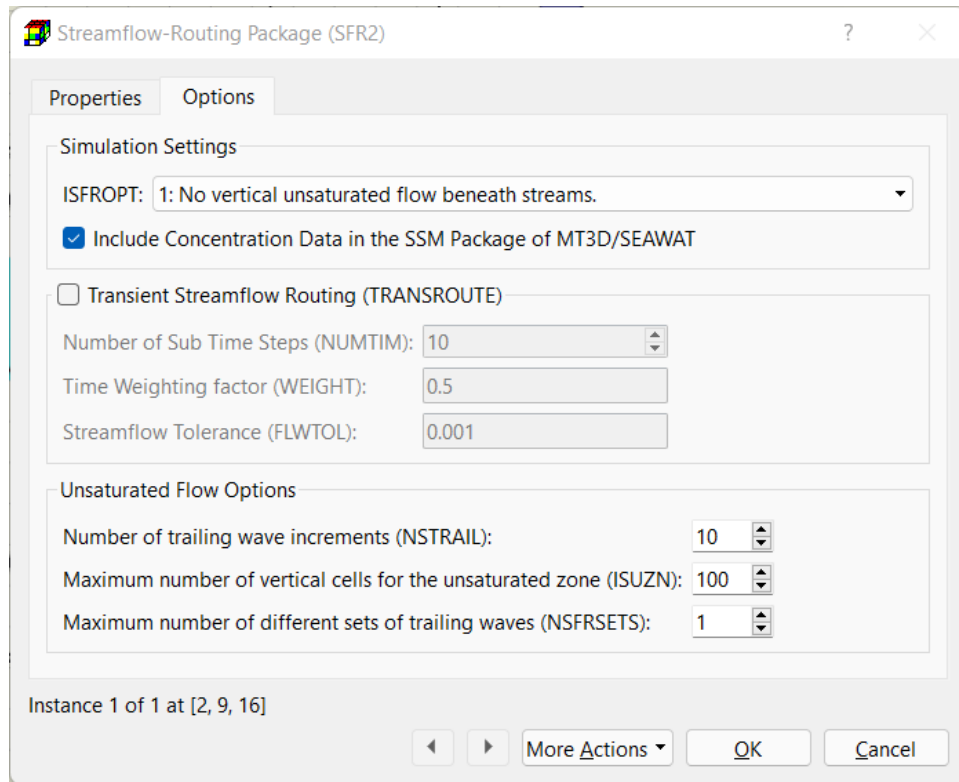 Streamflow-Routing Package (SFR2)
?
Properties
Options
Simulation Settings
ISFROPT: 1: No vertical unsaturated flow beneath streams.
Include Concentration Data in the SSM Package of MT3D/SEAWAT
Transient Streamflow Routing (TRANSROUTE)
Number of Sub Time Steps (NUMTIM): 10
Time Weighting factor (WEIGHT): 0.5
Streamflow Tolerance (FLWTOL): 0.001
Unsaturated Flow Options
Number of trailing wave increments (NSTRAIL): 10
Maximum number of vertical cells for the unsaturated zone (ISUZN): 100
Maximum number of different sets of trailing waves (NSFRSETS): 1
Instance 1 of 1 at [2, 9, 16]
More Actions
OK
Cancel